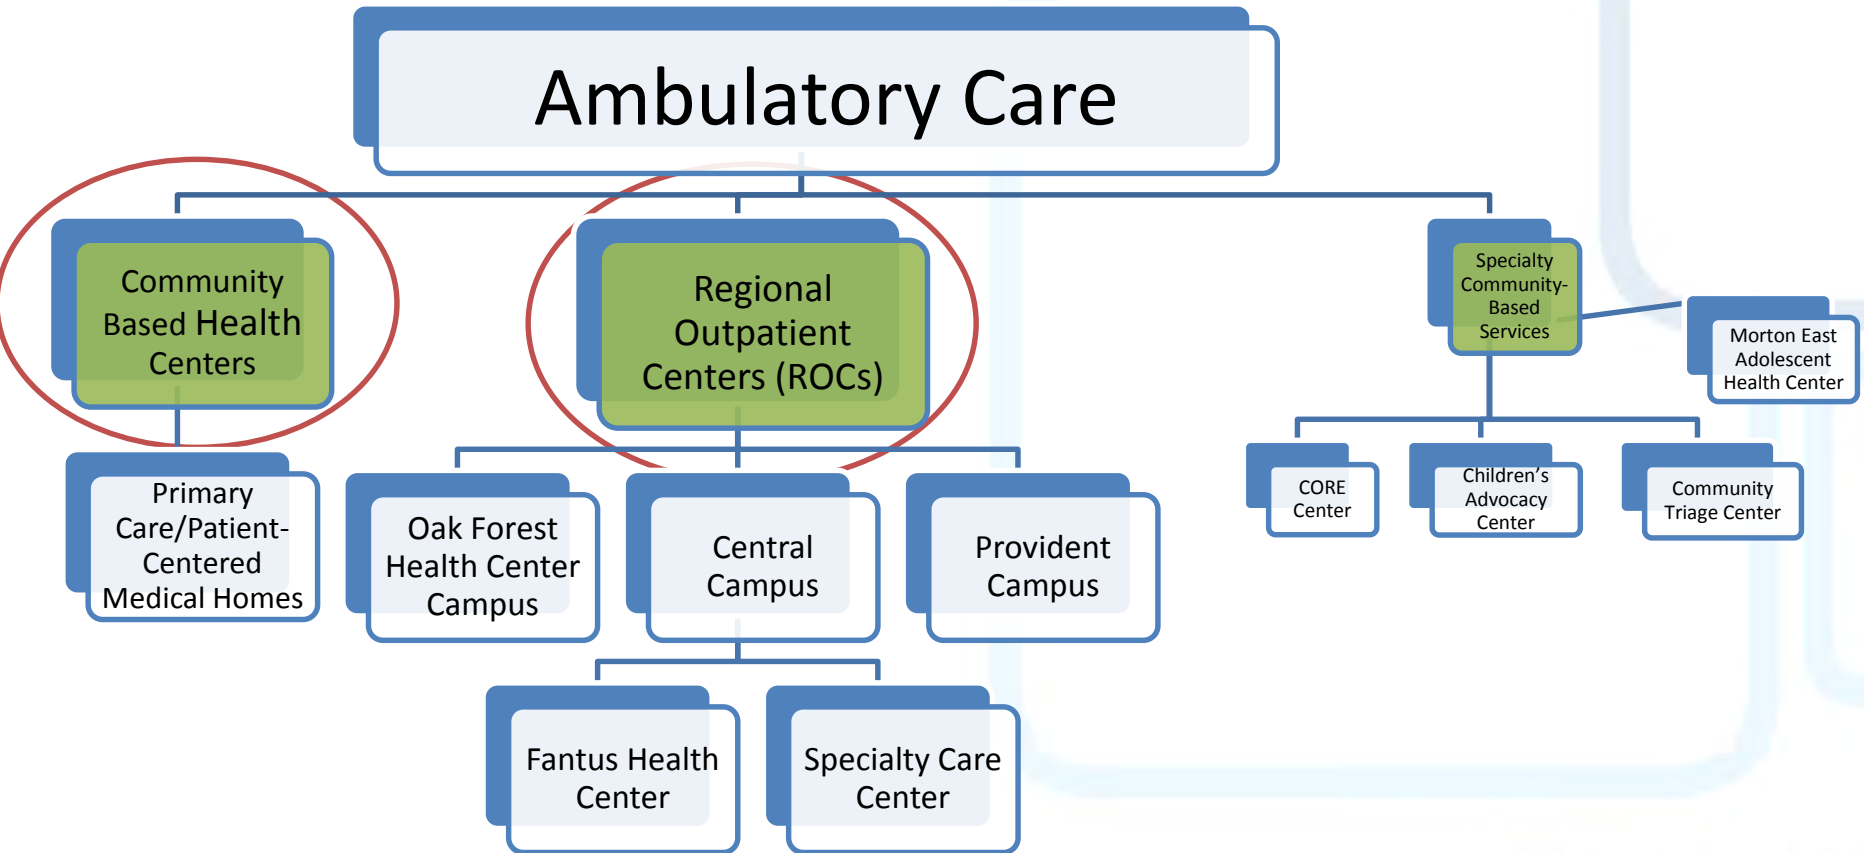 Ambulatory Care
Community
Based Health
Centers
Regional
Outpatient
Centers (ROCs)
Specialty
Community-
Based
Services
Morton East
Adolescent
Health Center
Primary
Care/Patient-
Centered
Medical Homes
Oak Forest
Health Center
Campus
Central
Campus
Provident
Campus
CORE
Center
Children’s
Advocacy
Center
Community
Triage Center
Fantus Health
Center
Specialty Care
Center